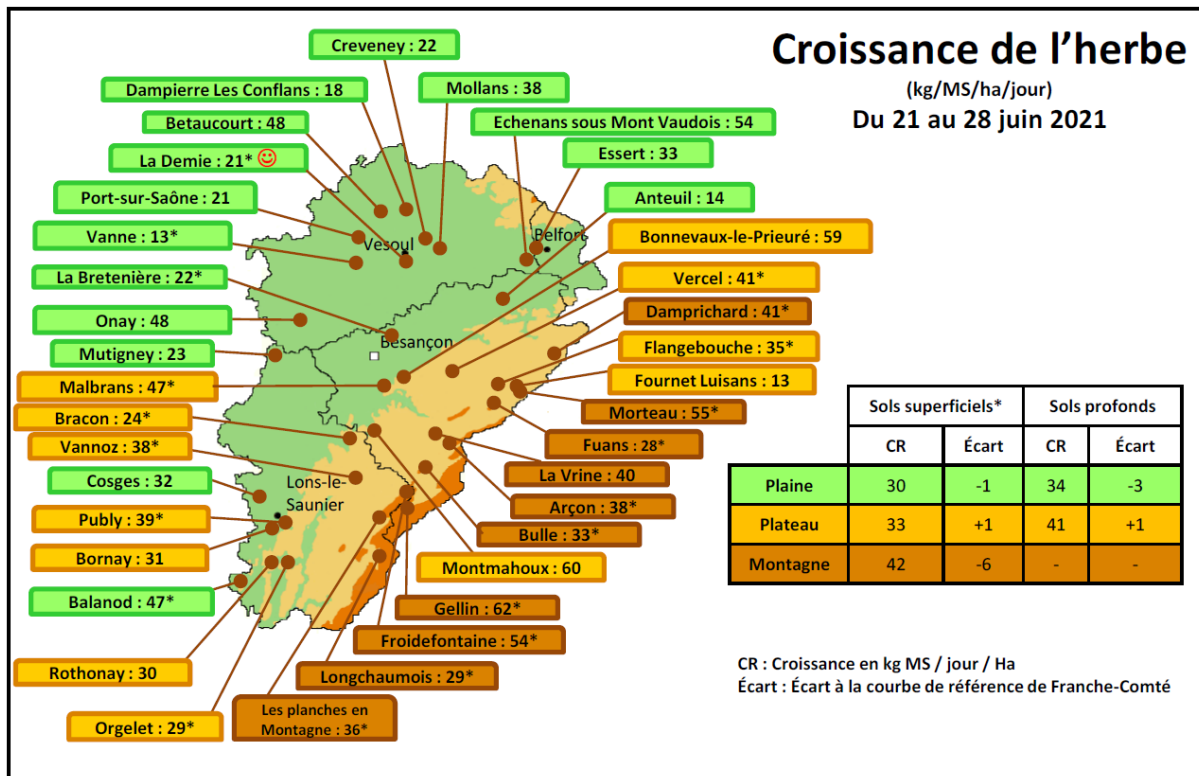 Croissance de l’herbe
(kg/MS/ha/jour)
Du 21 au 28 juin 2021
Creveney : 22
Dampierre Les Conflans : 18
Mollans : 38
Betaucourt : 48
Echenans sous Mont Vaudois : 54
La Demie : 21*
Essert : 33
Port-sur-Saône : 21
Anteuil : 14
Vanne : 13*
Bonnevaux-le-Prieuré : 59
La Bretenière : 22*
Vercel : 41*
Onay : 48
Damprichard : 41*
Mutigney : 23
Flangebouche : 35*
Malbrans : 47*
Fournet Luisans : 13
Bracon : 24*
Morteau : 55*
Vannoz : 38*
Fuans : 28*
Cosges : 32
La Vrine : 40
Publy : 39*
Arçon : 38*
Bornay : 31
Bulle : 33*
Balanod : 47*
Montmahoux : 60
Gellin : 62*
Froidefontaine : 54*
Rothonay : 30
Longchaumois : 29*
Orgelet : 29*
Les planches en
Montagne : 36*
Vesoul
Belfort
Besançon
Lons-le-
Saunier
Sols superficiels* Sols profonds
CR Écart CR Écart
Plaine 30 -1 34 -3
Plateau 33 +1 41 +1
Montagne 42 -6 - -
CR : Croissance en kg MS / jour / Ha
Écart : Écart à la courbe de référence de Franche-Comté